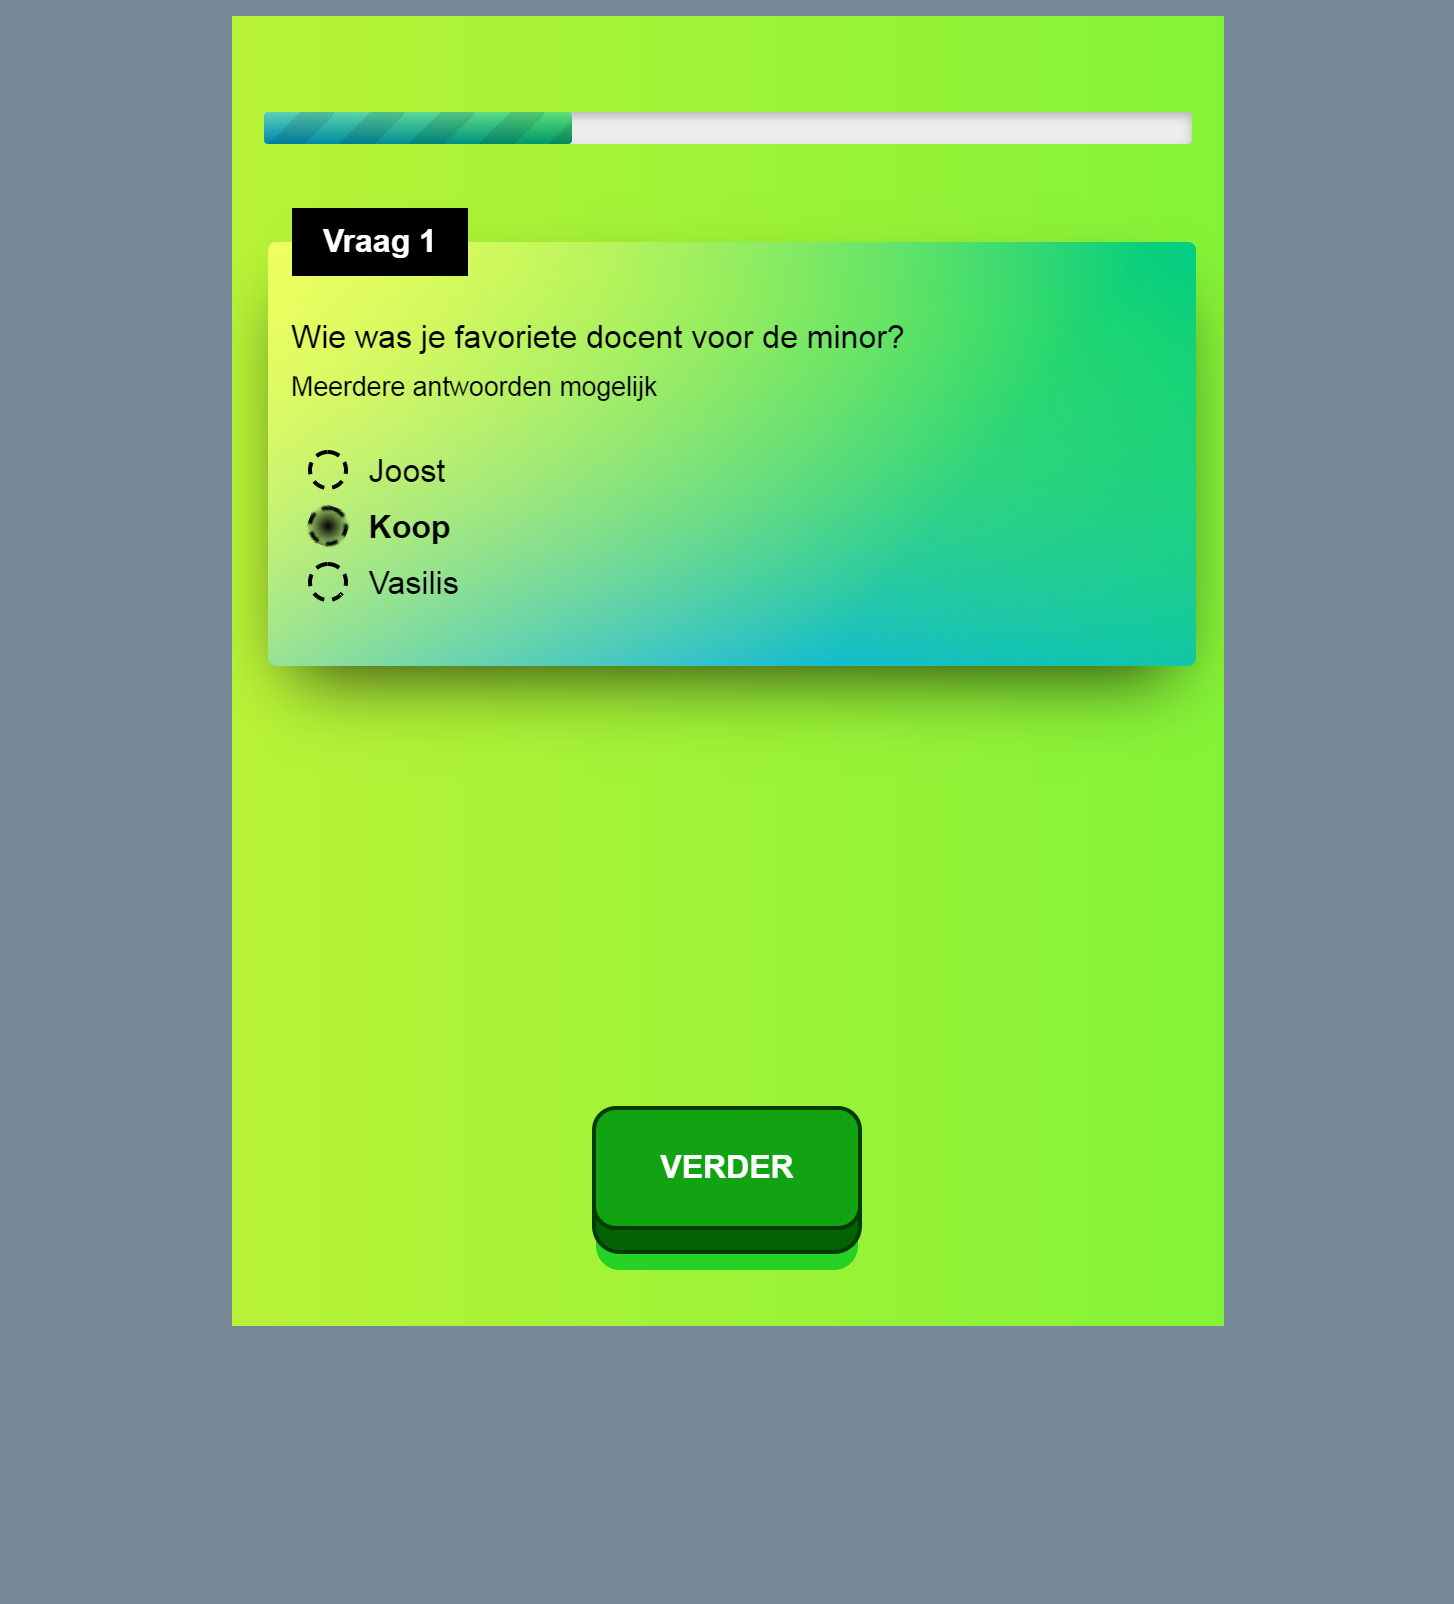 Vraag 1
Wie was je favoriete docent voor de minor?
Meerdere antwoorden mogelijk
Joost
Koop
Vasilis
VERDER